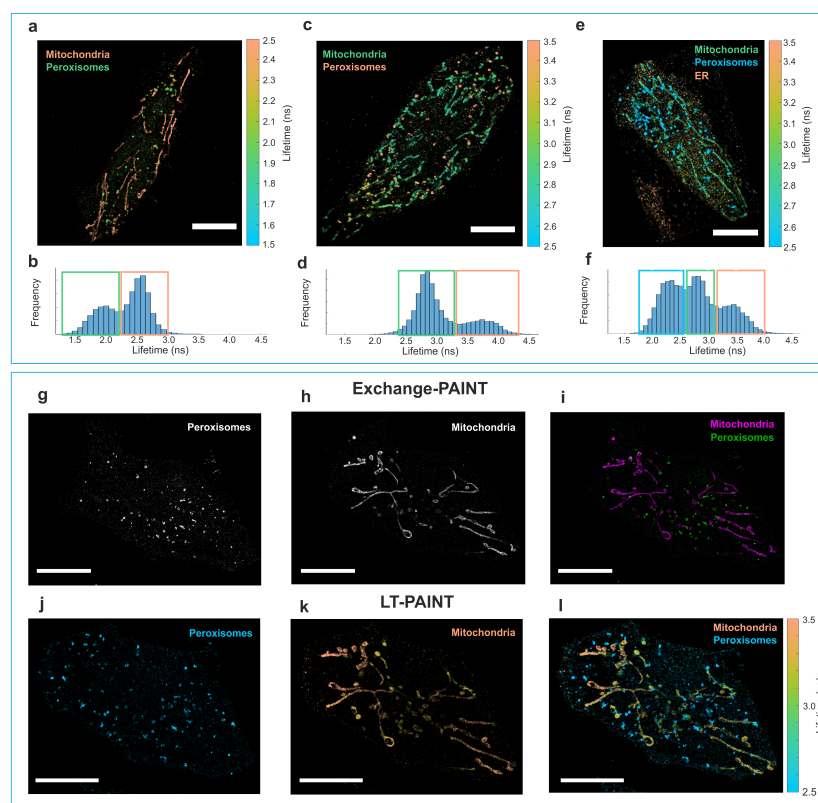 a
Mitochondria
Peroxisomes
2.5
2.4
2.3
2.2
2.1
2.0
1.9
1.8
1.7
1.6
1.5
Lifetime (ns)
b
Frequency
1.5 2.0 2.5 3.0 3.5 4.0 4.5
Lifetime (ns)
c
Mitochondria
Peroxisomes
3.5
3.4
3.3
3.2
3.1
3.0
2.9
2.8
2.7
2.6
2.5
Lifetime (ns)
d
Frequency
1.5 2.0 2.5 3.0 3.5 4.0 4.5
Lifetime (ns)
e
Mitochondria
Peroxisomes
ER
3.5
3.4
3.3
3.2
3.1
3.0
2.9
2.8
2.7
2.6
2.5
Lifetime (ns)
f
Frequency
1.5 2.0 2.5 3.0 3.5 4.0 4.5
Lifetime (ns)
Exchange-PAINT
g
Peroxisomes
h
Mitochondria
i
Mitochondria
Peroxisomes
LT-PAINT
j
Peroxisomes
k
Mitochondria
l
Mitochondria
Peroxisomes
3.5
3.0
2.5